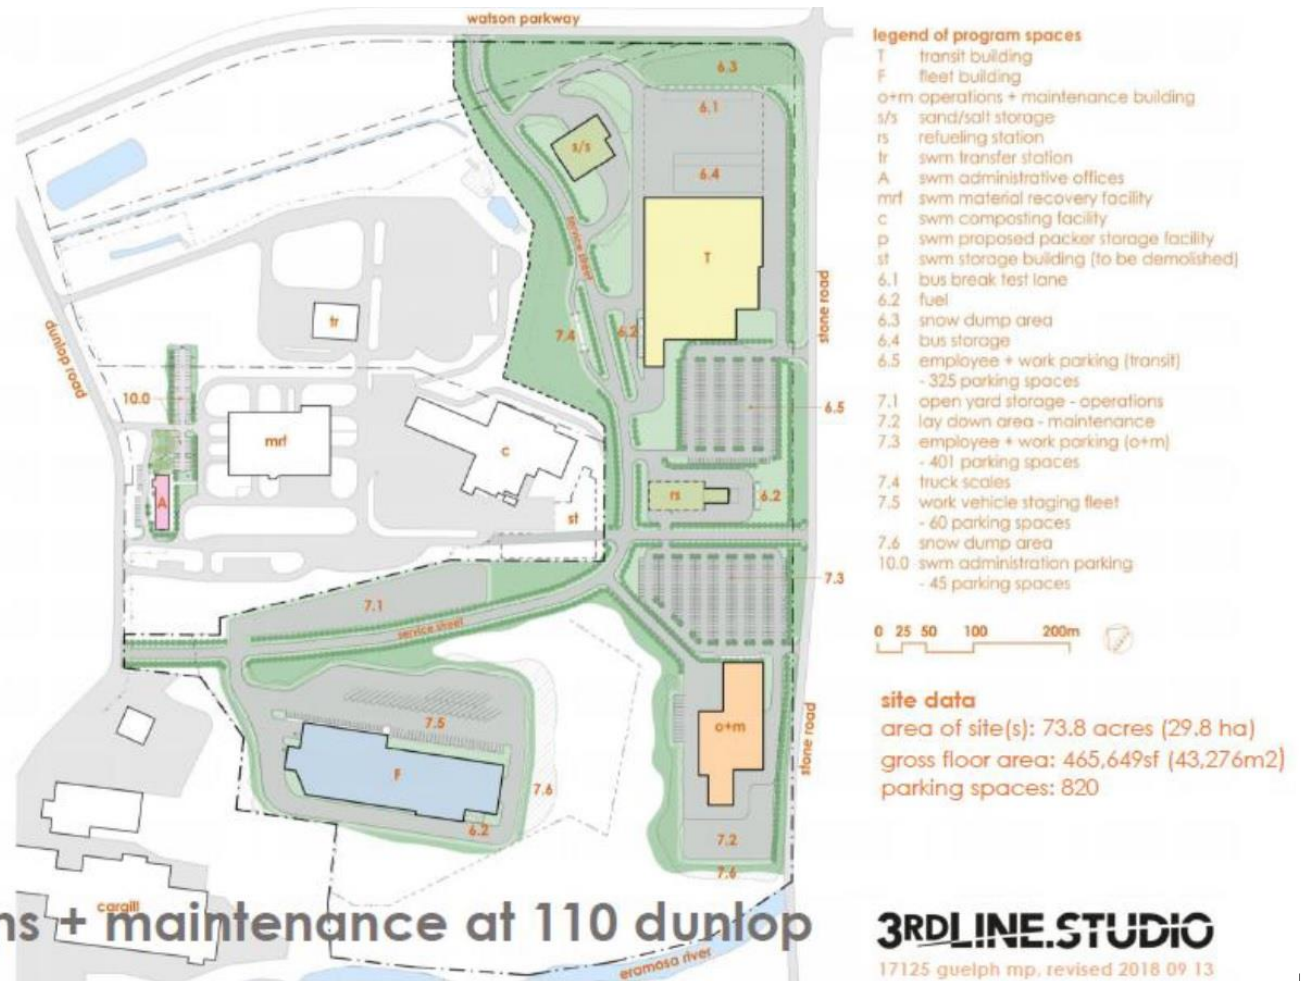 watson parkway
6.3
6.1
s/s
6.4
service street
T
stone road
tr
7.4
6.2
dunlop road
10.0
6.5
mrf
c
A
rs
6.2
st
7.3
7.1
service street
7.5
o+m
stone road
F
7.6
6.2
7.2
7.6
cargill
ns + maintenance at 110 dunlop
eramosa river
legend of program spaces
T transit building
F fleet building
o+m operations + maintenance building
s/s sand/salt storage
rs refueling station
tr swm transfer station
A swm administrative offices
mrf swm material recovery facility
c swm composting facility
p swm proposed packer storage facility
st swm storage building (to be demolished)
6.1 bus break test lane
6.2 fuel
6.3 snow dump area
6.4 bus storage
6.5 employee + work parking (transit)
- 325 parking spaces
7.1 open yard storage - operations
7.2 lay down area - maintenance
7.3 employee + work parking (o+m)
- 401 parking spaces
7.4 truck scales
7.5 work vehicle staging fleet
- 60 parking spaces
7.6 snow dump area
10.0 swm administration parking
- 45 parking spaces
0 25 50 100 200m
site data
area of site(s): 73.8 acres (29.8 ha)
gross floor area: 465,649sf (43,276m2)
parking spaces: 820
3RDLINE.STUDIO
17125 guelph mp, revised 2018 09 13